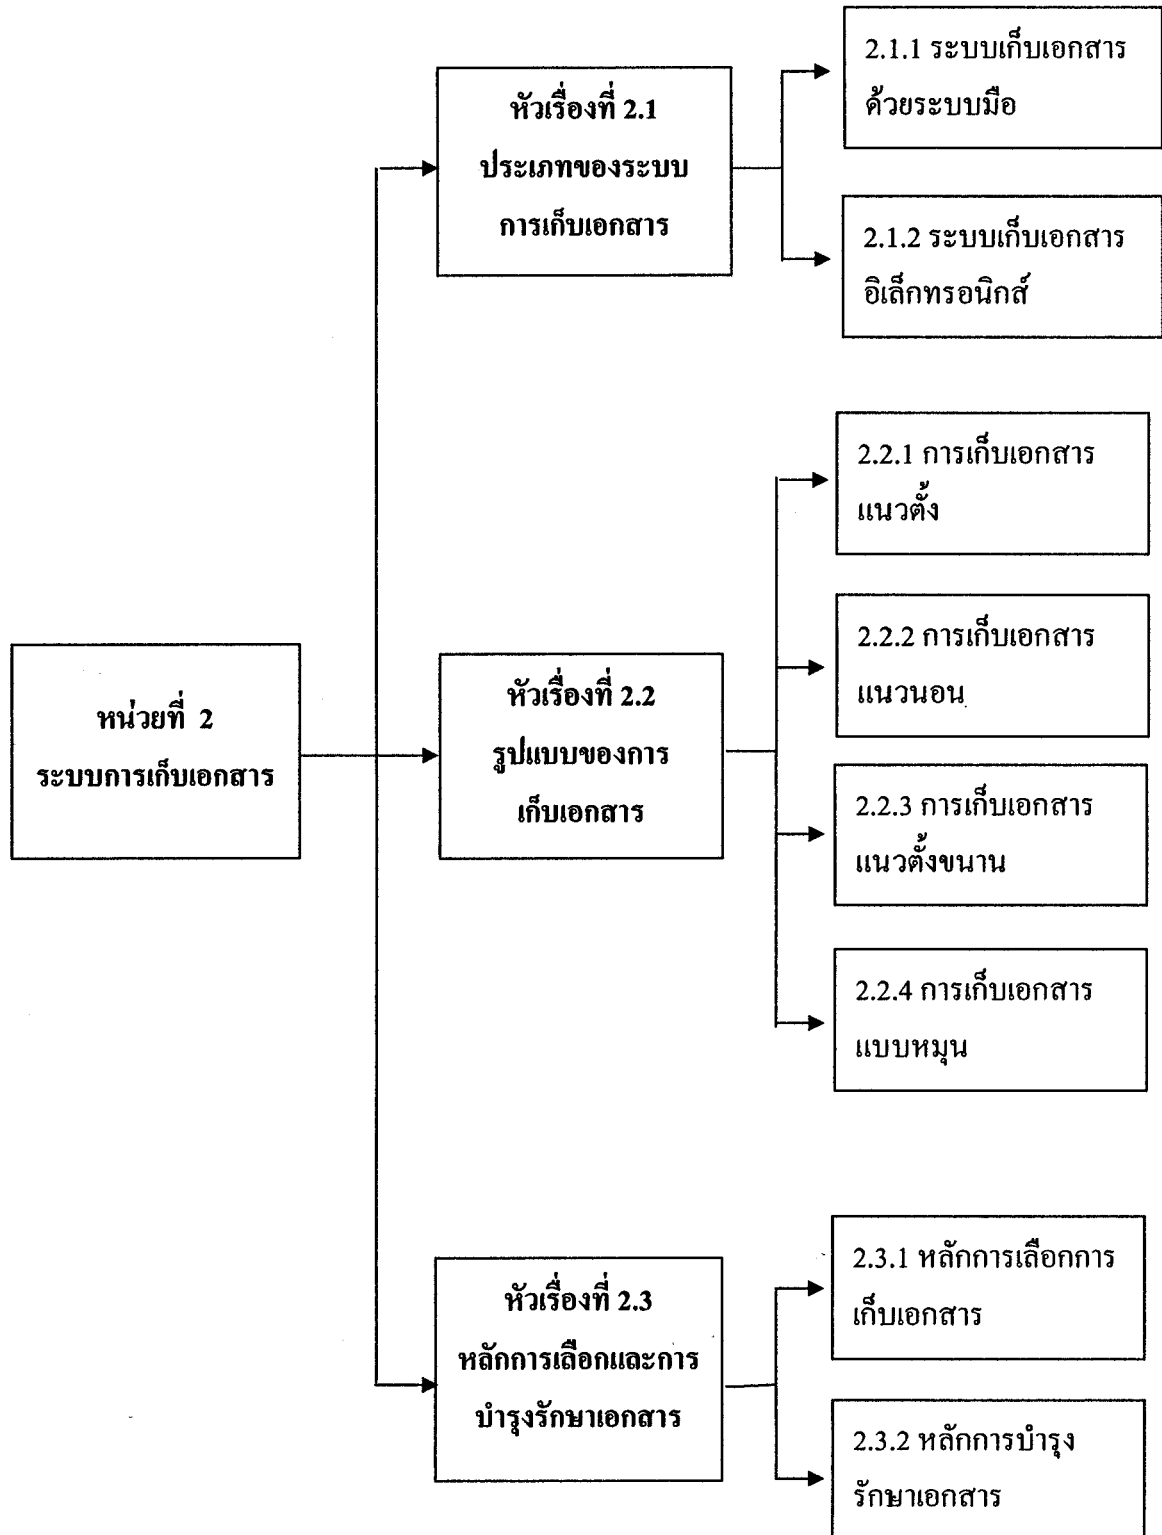 หน่วยที่ 2
ระบบการเก็บเอกสาร
หัวเรื่องที่ 2.1
ประเภทของระบบ
การเก็บเอกสาร
2.1.1 ระบบเก็บเอกสาร
ด้วยระบบมือ
2.1.2 ระบบเก็บเอกสาร
อิเล็กทรอนิกส์
หัวเรื่องที่ 2.2
รูปแบบของการ
เก็บเอกสาร
2.2.1 การเก็บเอกสาร
แนวตั้ง
2.2.2 การเก็บเอกสาร
แนวนอน
2.2.3 การเก็บเอกสาร
แนวตั้งขนาน
2.2.4 การเก็บเอกสาร
แบบหมุน
หัวเรื่องที่ 2.3
หลักการเลือกและการ
บำรุงรักษาเอกสาร
2.3.1 หลักการเลือกการ
เก็บเอกสาร
2.3.2 หลักการบำรุง
รักษาเอกสาร